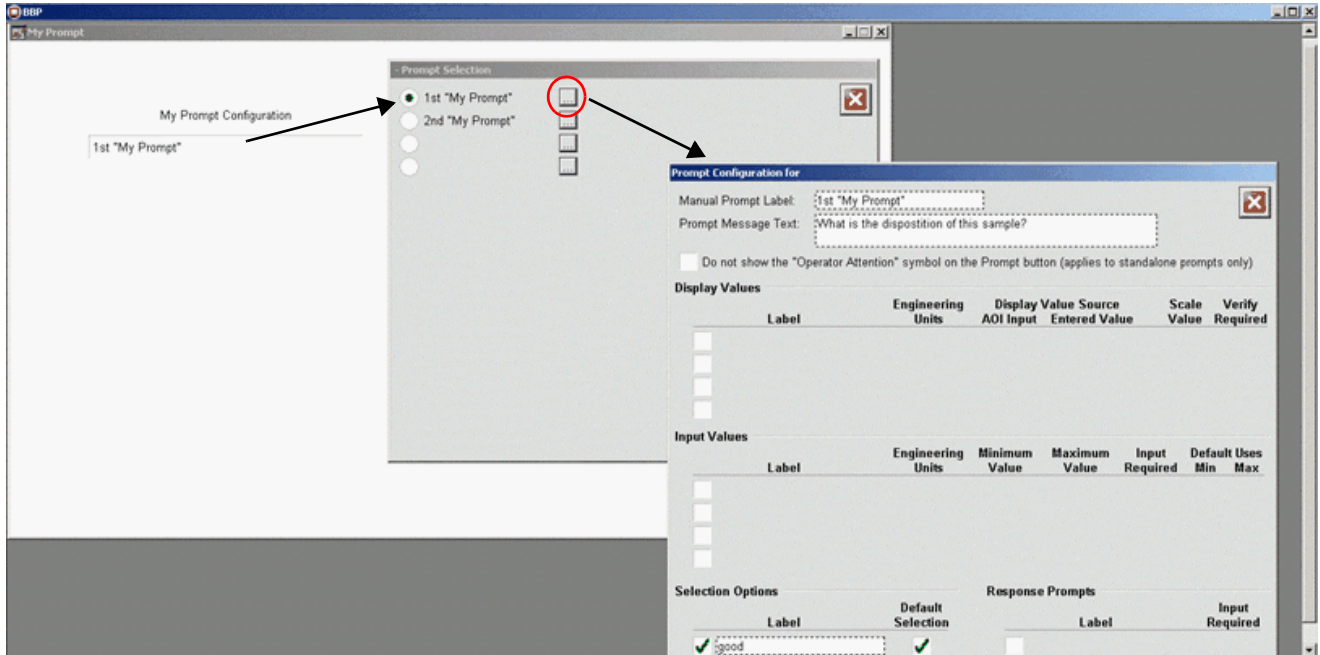 BBP
My Prompt
My Prompt Configuration
1st "My Prompt"
- Prompt Selection
1st "My Prompt" ...
2nd "My Prompt" ...
...
...
Prompt Configuration for
Manual Prompt Label: 1st "My Prompt"
Prompt Message Text: What is the dispostition of this sample?
Do not show the "Operator Attention" symbol on the Prompt button (applies to standalone prompts only)
Display Values
Engineering Display Value Source Scale Verify
Label Units AOI Input Entered Value Value Required
Input Values
Engineering Minimum Maximum Input Default Uses
Label Units Value Value Required Min Max
Selection Options Response Prompts
Default Input
Label Selection Label Required
good